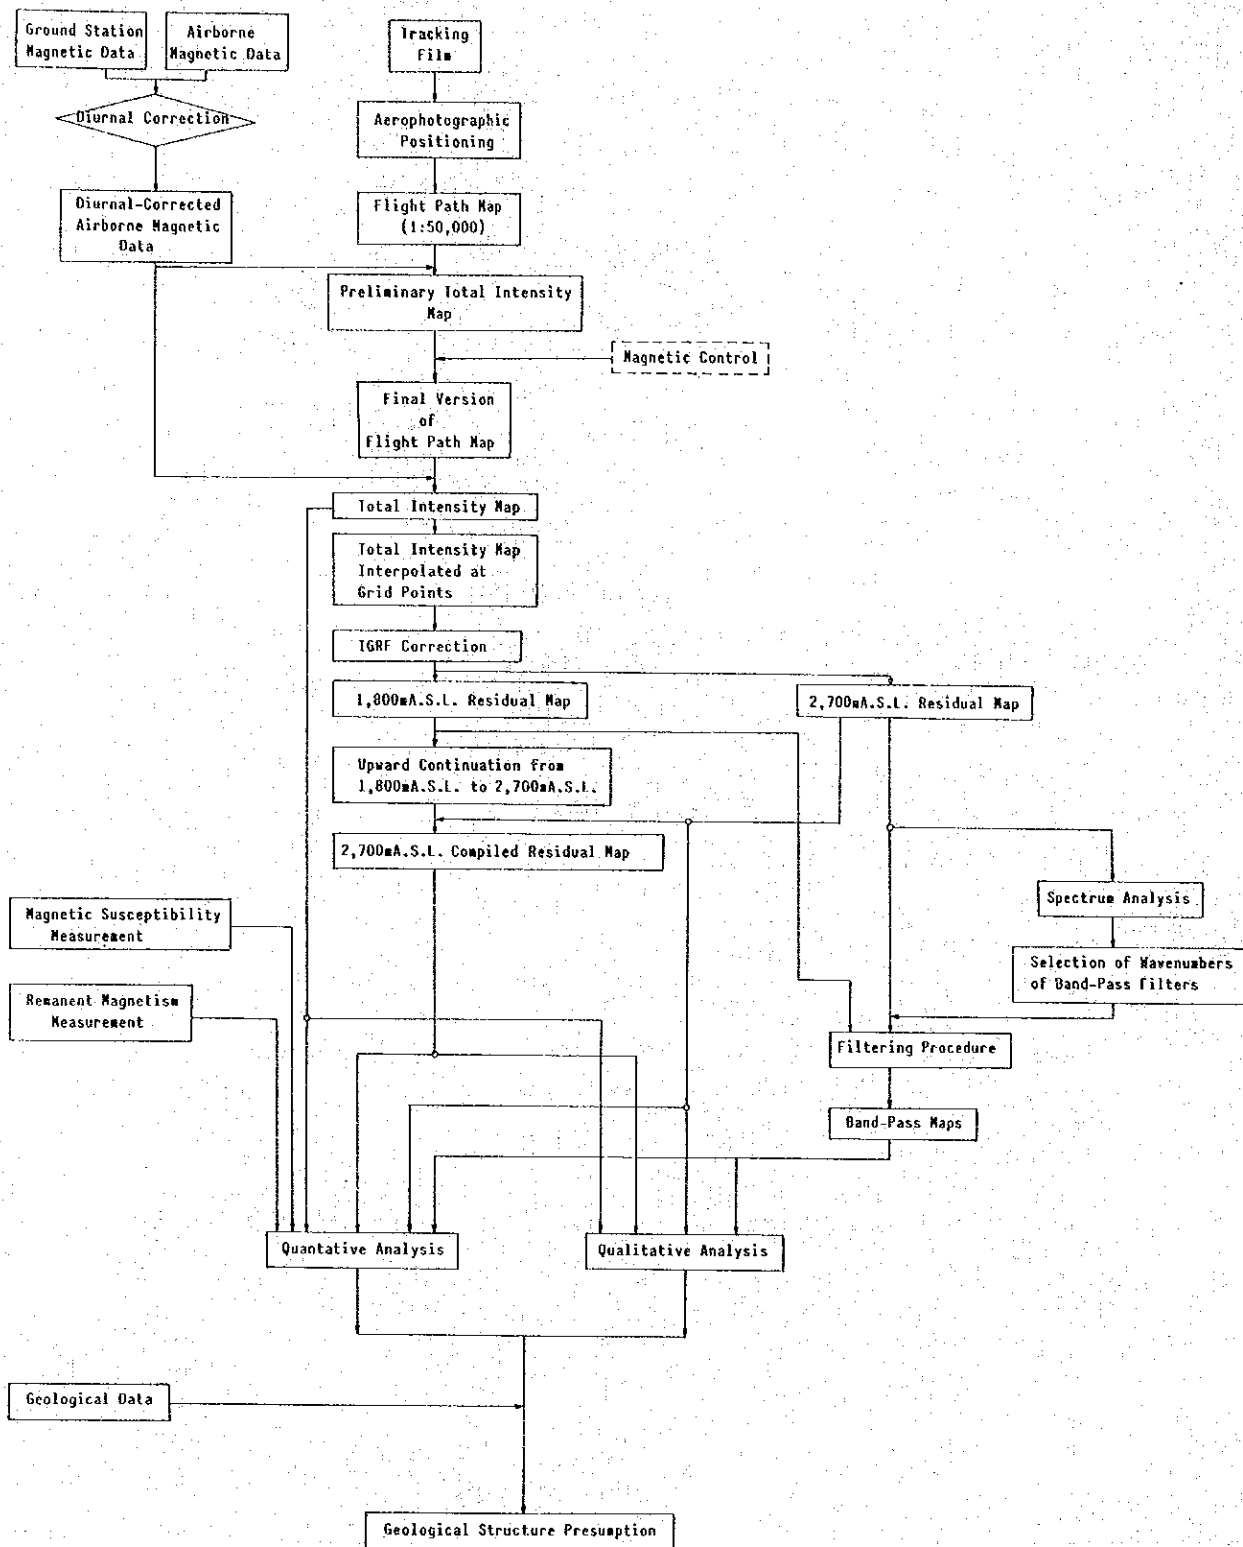 Ground Station
Magnetic Data
Airborne
Magnetic Data
Tracking
Film
Diurnal Correction
Aerophotographic
Positioning
Diurnal-Corrected
Airborne Magnetic
Data
Flight Path Map
(1:50,000)
Preliminary Total Intensity
Map
Magnetic Control
Final Version
of
Flight Path Map
Total Intensity Map
Total Intensity Map
Interpolated at
Grid Points
IGRF Correction
1,800mA.S.L. Residual Map
2,700mA.S.L. Residual Map
Upward Continuation from
1,800mA.S.L. to 2,700mA.S.L.
2,700mA.S.L. Compiled Residual Map
Spectrum Analysis
Magnetic Susceptibility
Measurement
Selection of Wavenumbers
of Band-Pass Filters
Remanent Magnetism
Measurement
Filtering Procedure
Band-Pass Maps
Quantative Analysis
Qualitative Analysis
Geological Data
Geological Structure Presumption